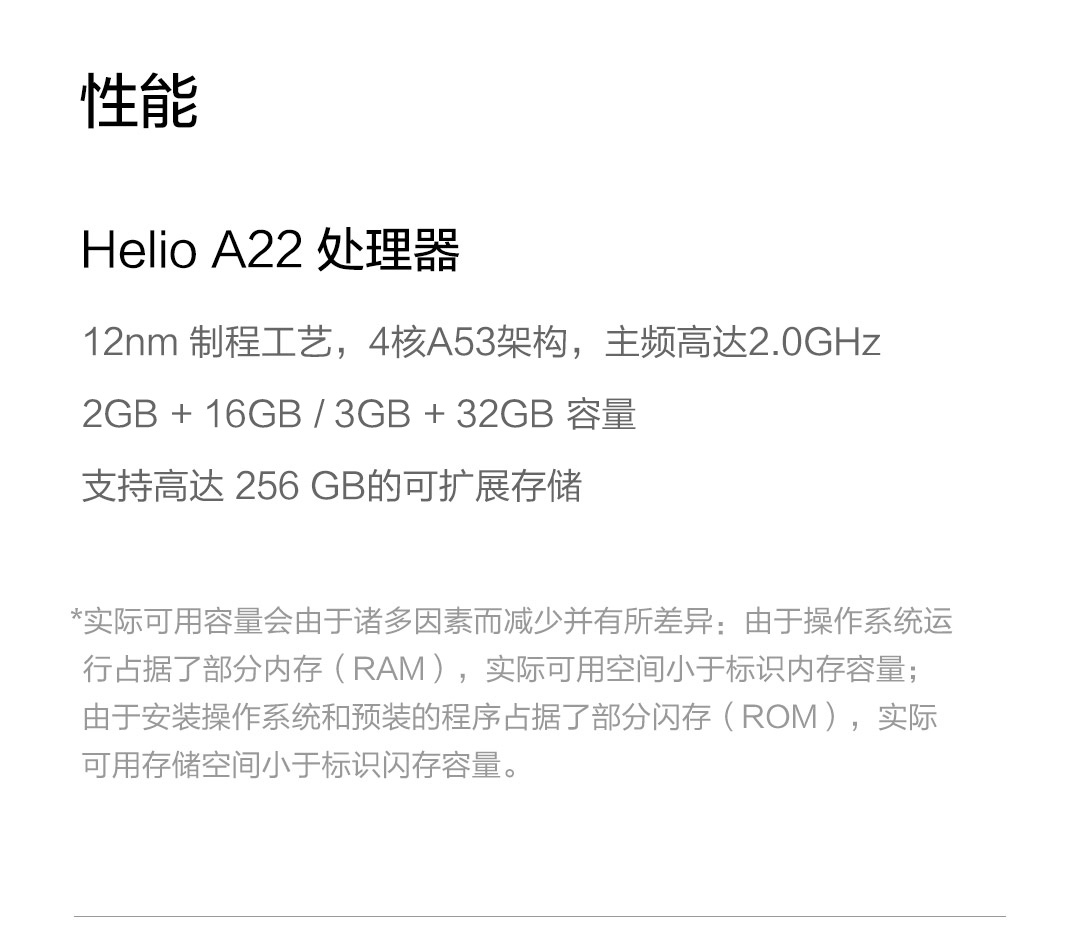 性能
Helio A22 处理器
12nm 制程工艺，4核A53架构，主频高达2.0GHz
2GB + 16GB / 3GB + 32GB 容量
支持高达 256 GB的可扩展存储
*实际可用容量会由于诸多因素而减少并有所差异：由于操作系统运
行占据了部分内存（RAM），实际可用空间小于标识内存容量；
由于安装操作系统和预装的程序占据了部分闪存（ROM），实际
可用存储空间小于标识闪存容量。